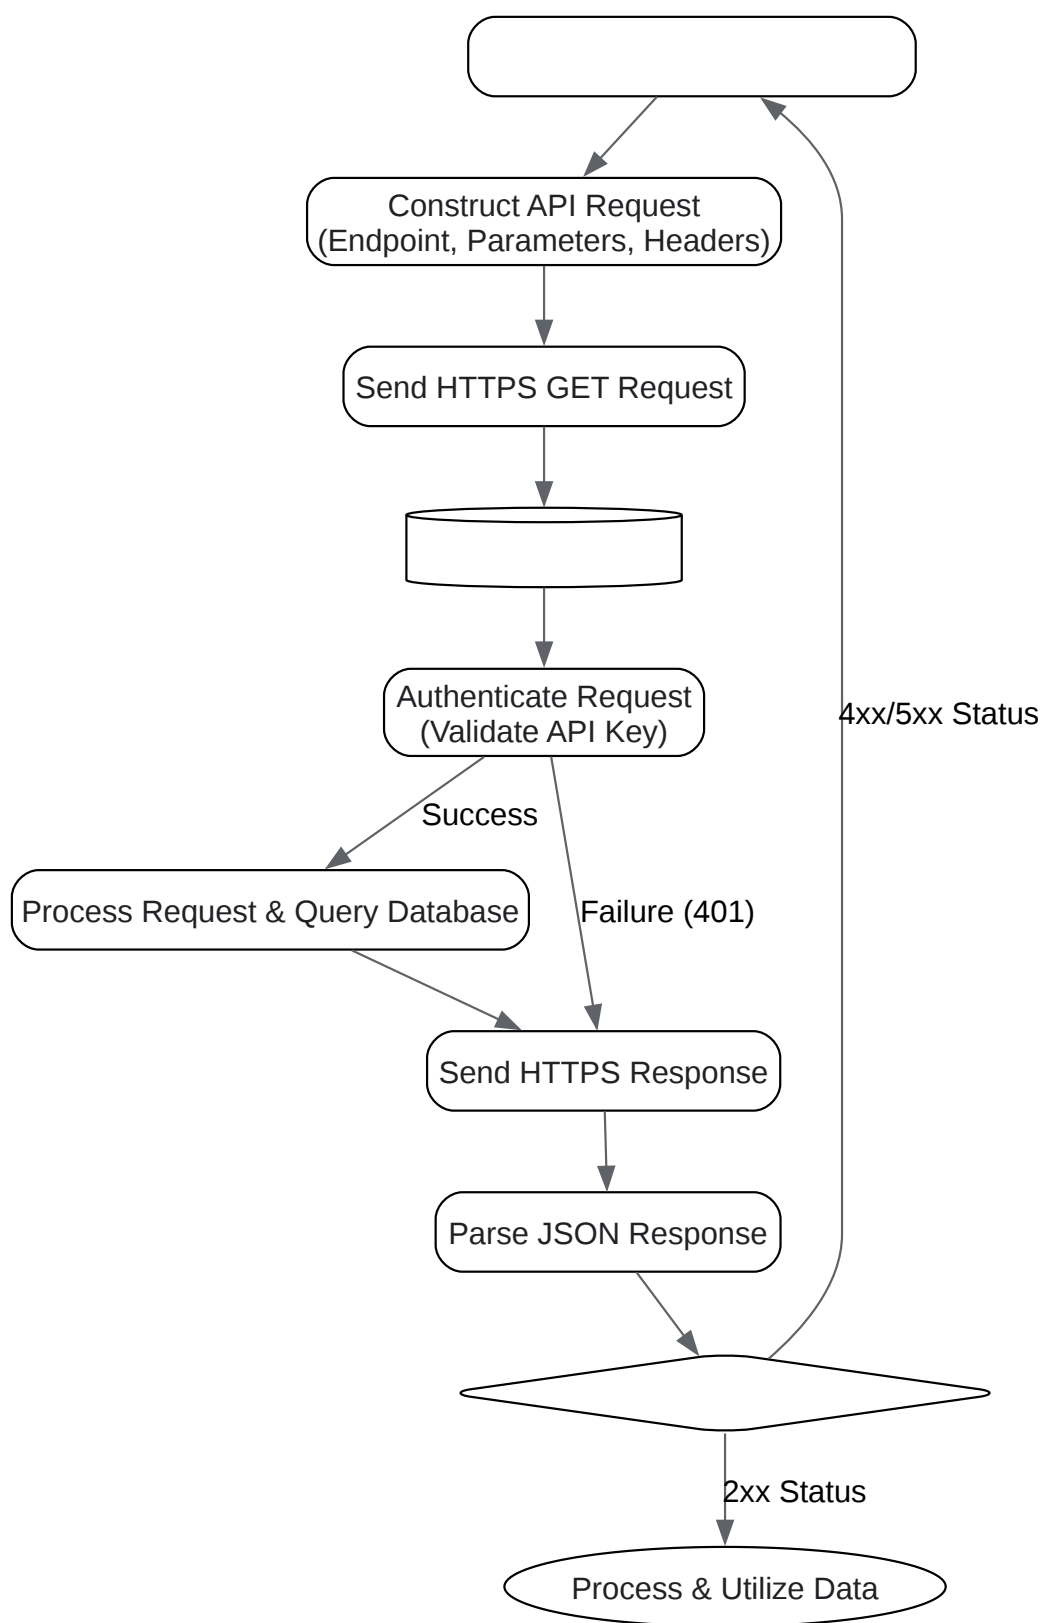 Construct API Request
(Endpoint, Parameters, Headers)
Send HTTPS GET Request
Authenticate Request
(Validate API Key)
4xx/5xx Status
Success
Process Request & Query Database
Failure (401)
Send HTTPS Response
Parse JSON Response
2xx Status
Process & Utilize Data